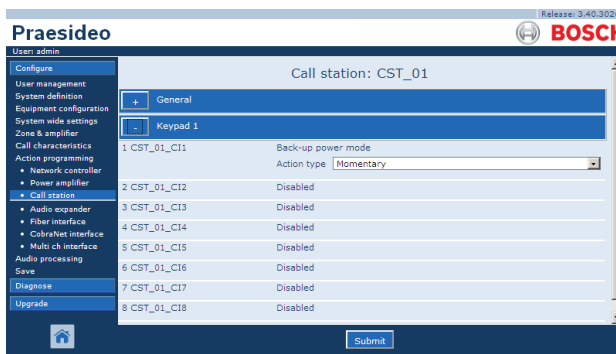 Release: 3.40.302
Praesideo
BOSCH
User: admin
Configure
User management
System definition
Equipment configuration
System wide settings
Zone & amplifier
Call characteristics
Action programming
• Network controller
• Power amplifier
• Call station
• Audio expander
• Fiber interface
• CobraNet interface
• Multi ch interface
Audio processing
Save
Diagnose
Upgrade
Call station: CST_01
+ General
- Keypad 1
1 CST_01_CI1 Back-up power mode
Action type Momentary
2 CST_01_CI2 Disabled
3 CST_01_CI3 Disabled
4 CST_01_CI4 Disabled
5 CST_01_CI5 Disabled
6 CST_01_CI6 Disabled
7 CST_01_CI7 Disabled
8 CST_01_CI8 Disabled
Submit